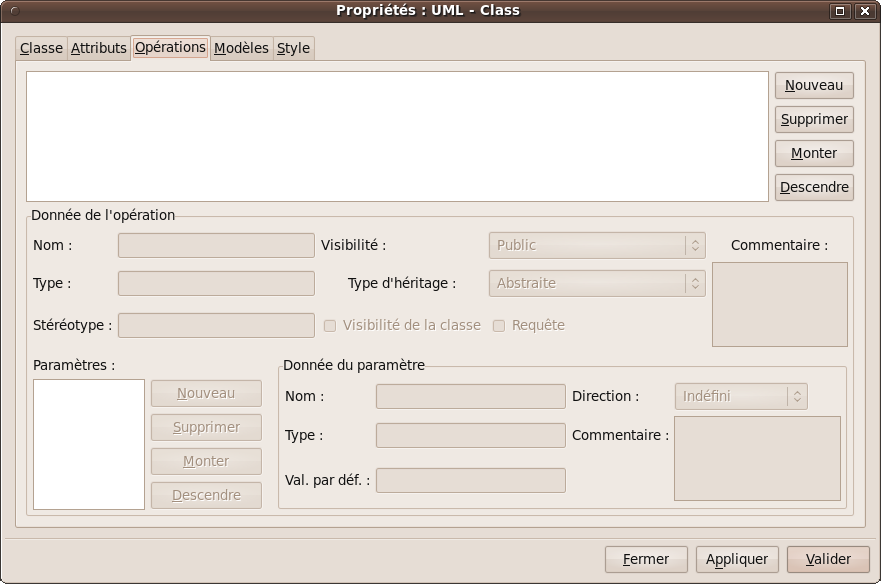 Propriétés : UML - Class
Classe Attributs Opérations Modèles Style
Nouveau
Supprimer
Monter
Descendre
Donnée de l'opération
Nom : Visibilité : Public Commentaire :
Type : Type d'héritage : Abstraite
Stéréotype : Visibilité de la classe Requête
Paramètres :
Nouveau
Supprimer
Monter
Descendre
Donnée du paramètre
Nom : Direction : Indéfini
Type : Commentaire :
Val. par déf. :
Fermer Appliquer Valider